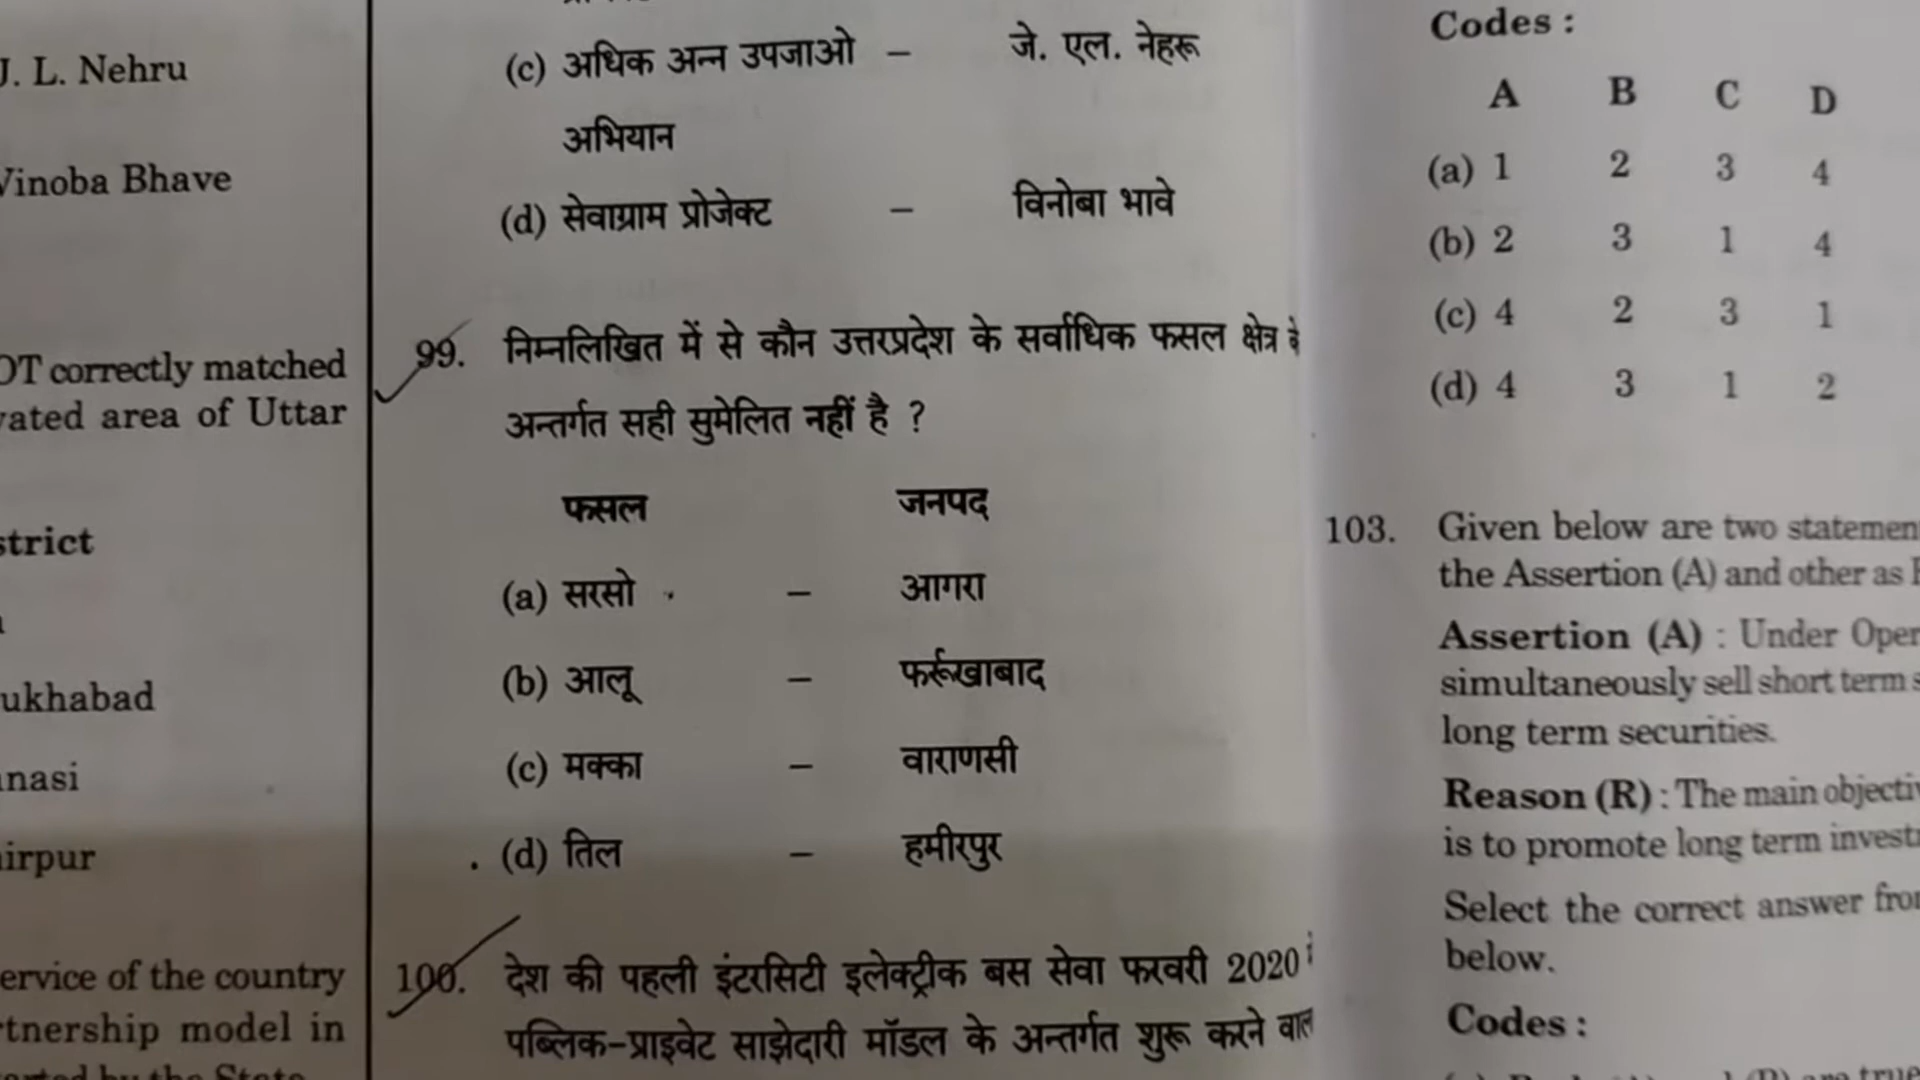 J. L. Nehru
Vinoba Bhave
OT correctly matched
vated area of Uttar
strict
ukhabad
nasi
irpur
ervice of the country
tnership model in
(c) अधिक अन्न उपजाओ – जे. एल. नेहरू
अभियान
(d) सेवाग्राम प्रोजेक्ट – विनोबा भावे
99. निम्नलिखित में से कौन उत्तरप्रदेश के सर्वाधिक फसल क्षेत्र के
अन्तर्गत सही सुमेलित नहीं है ?
फसल जनपद
(a) सरसो – आगरा
(b) आलू – फर्रूखाबाद
(c) मक्का – वाराणसी
(d) तिल – हमीरपुर
100. देश की पहली इंटरसिटी इलेक्ट्रीक बस सेवा फरवरी 2020
पब्लिक-प्राइवेट साझेदारी मॉडल के अन्तर्गत शुरू करने वाल
Codes :
A B C D
(a) 1 2 3 4
(b) 2 3 1 4
(c) 4 2 3 1
(d) 4 3 1 2
103. Given below are two statemen
the Assertion (A) and other as
Assertion (A) : Under Oper
simultaneously sell short term s
long term securities.
Reason (R) : The main objectiv
is to promote long term invest
Select the correct answer from
below.
Codes :